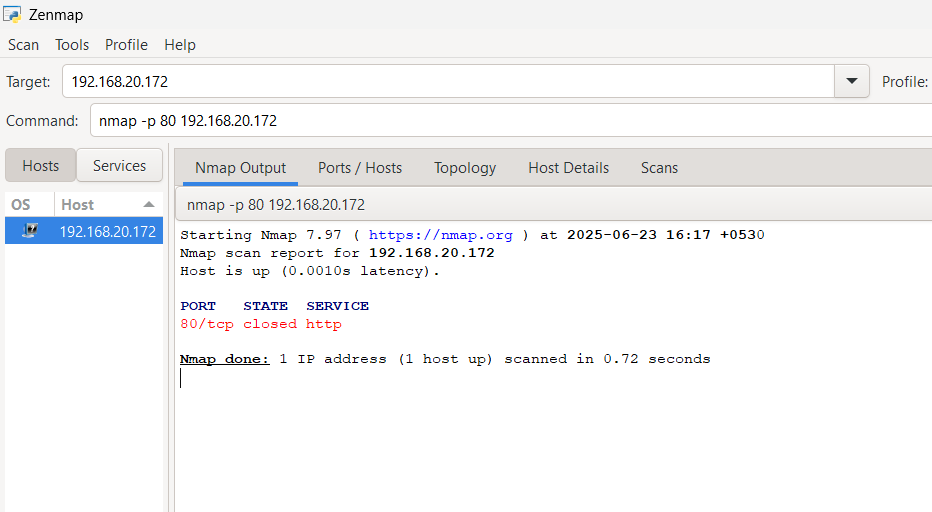 Zenmap
Scan Tools Profile Help
Target: 192.168.20.172 Profile:
Command: nmap -p 80 192.168.20.172
Hosts Services Nmap Output Ports / Hosts Topology Host Details Scans
OS Host
192.168.20.172
nmap -p 80 192.168.20.172
Starting Nmap 7.97 ( https://nmap.org ) at 2025-06-23 16:17 +0530
Nmap scan report for 192.168.20.172
Host is up (0.0010s latency).
PORT STATE SERVICE
80/tcp closed http
Nmap done: 1 IP address (1 host up) scanned in 0.72 seconds